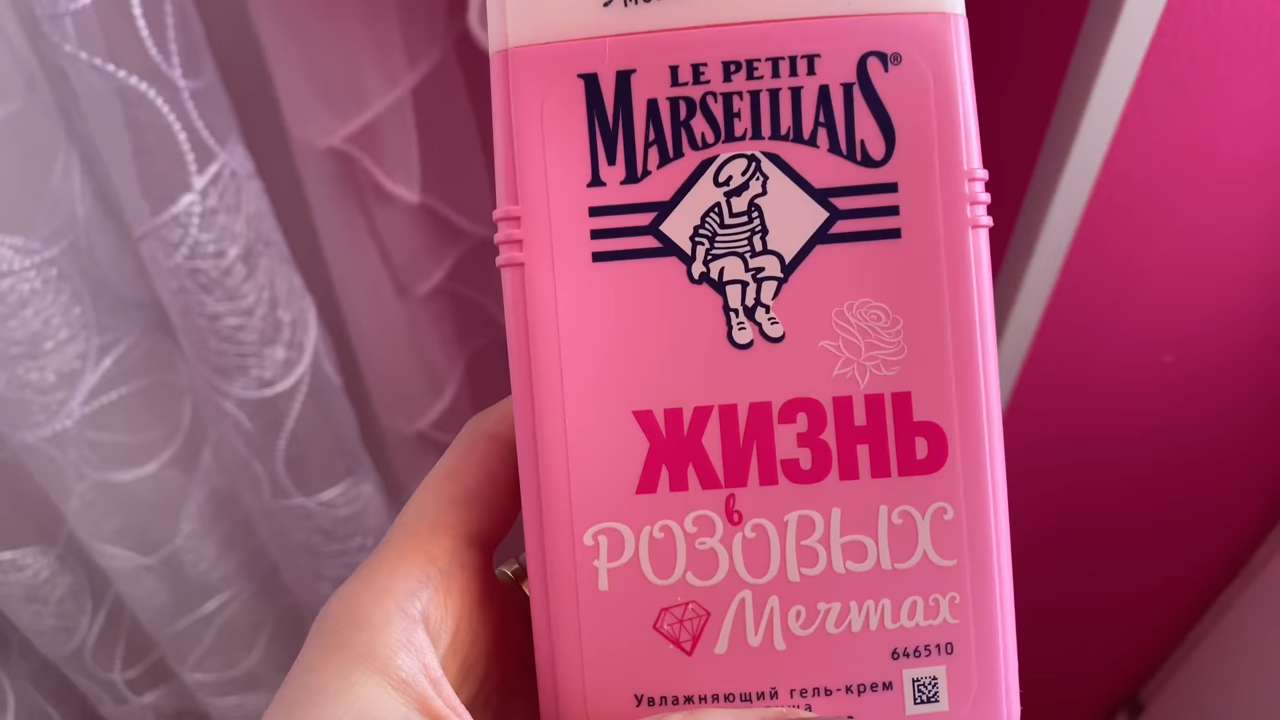 LE PETIT
MARSEILLAIS®
ЖИЗНЬ
в
РОЗОВЫХ
Мечтах
646510
Увлажняющий гель-крем